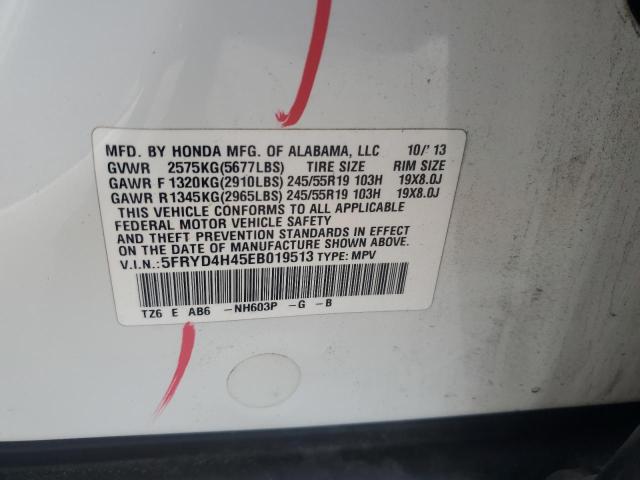 MFD. BY HONDA MFG. OF ALABAMA, LLC 10/'13
GVWR 2575KG(5677LBS) TIRE SIZE RIM SIZE
GAWR F 1320KG(2910LBS) 245/55R19 103H 19X8.0J
GAWR R 1345KG(2965LBS) 245/55R19 103H 19X8.0J
THIS VEHICLE CONFORMS TO ALL APPLICABLE
FEDERAL MOTOR VEHICLE SAFETY
AND THEFT PREVENTION STANDARDS IN EFFECT
ON THE DATE OF MANUFACTURE SHOWN ABOVE.
V.I.N.: 5FRYD4H45EB019513 TYPE: MPV
TZ6 E AB6 -NH603P -G -B